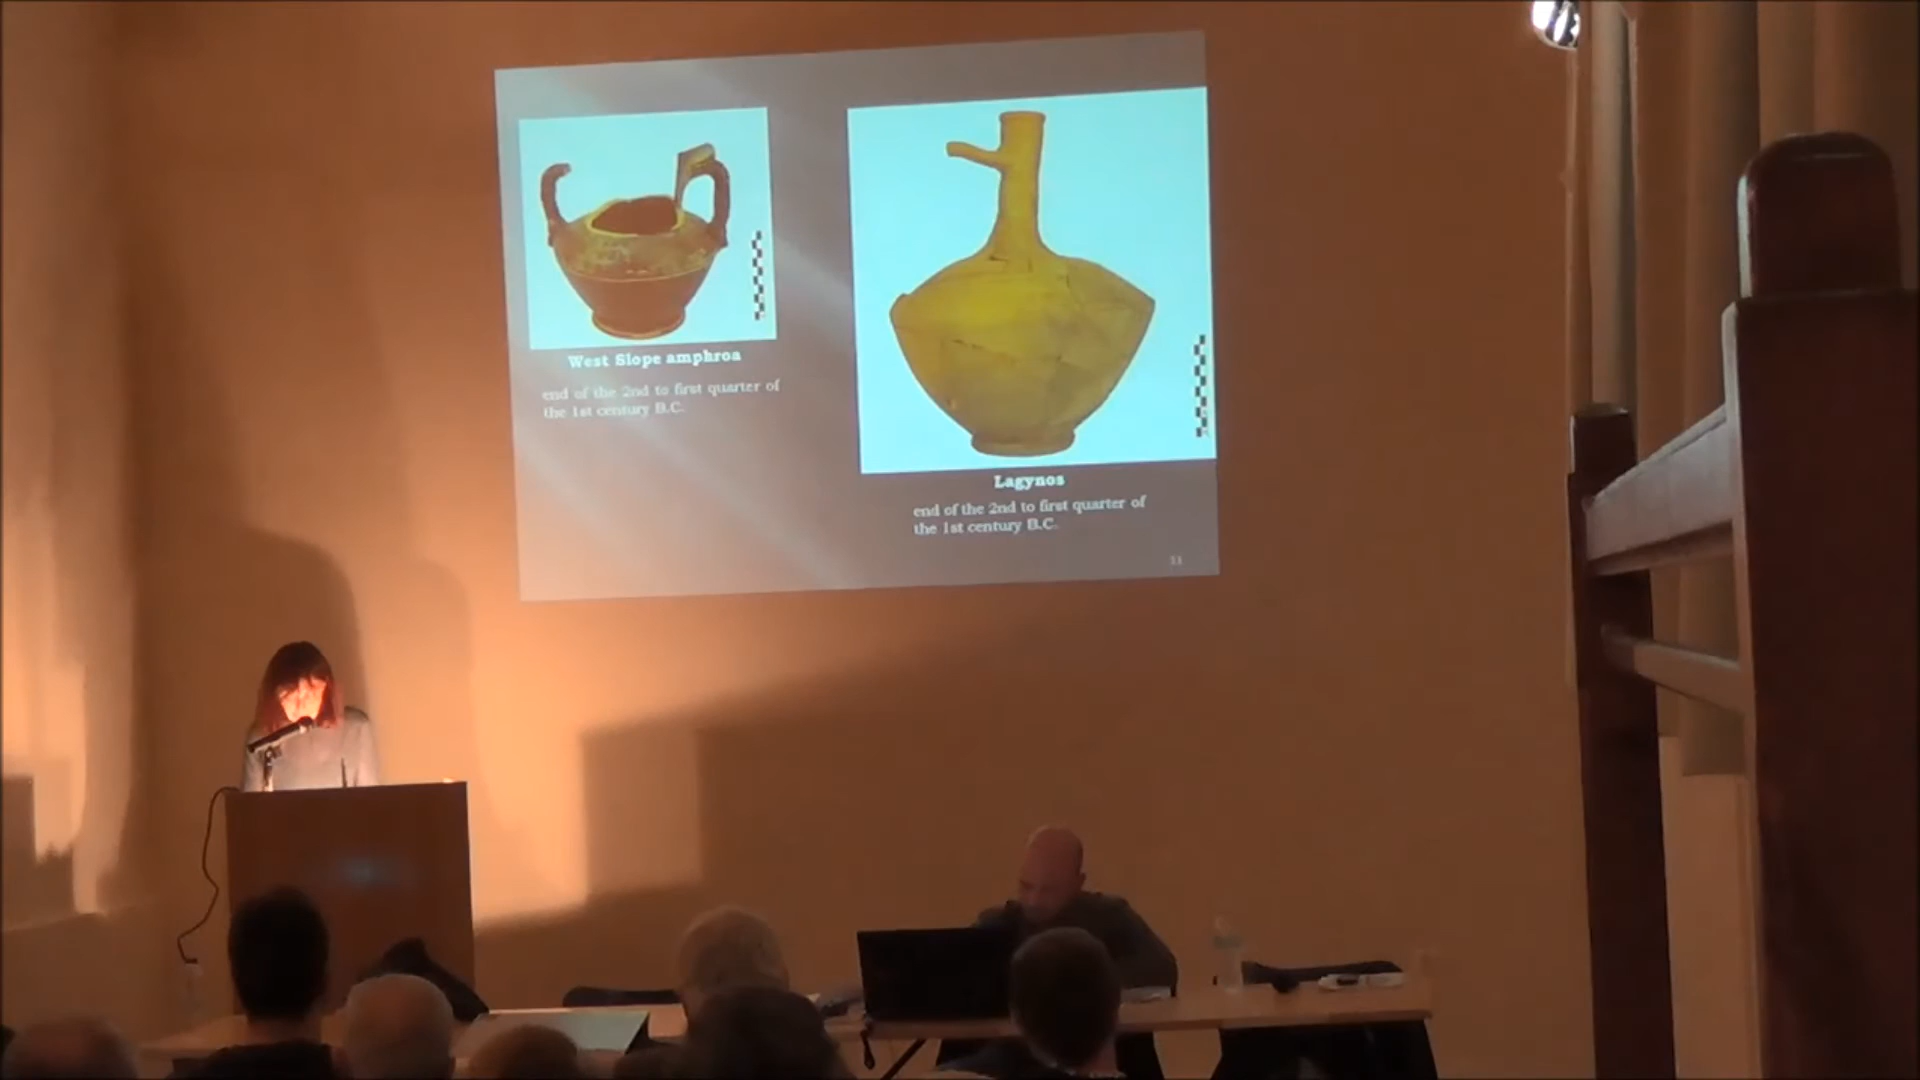 West Slope amphroa
end of the 2nd to first quarter of
the 1st century B.C.
Lagynos
end of the 2nd to first quarter of
the 1st century B.C.